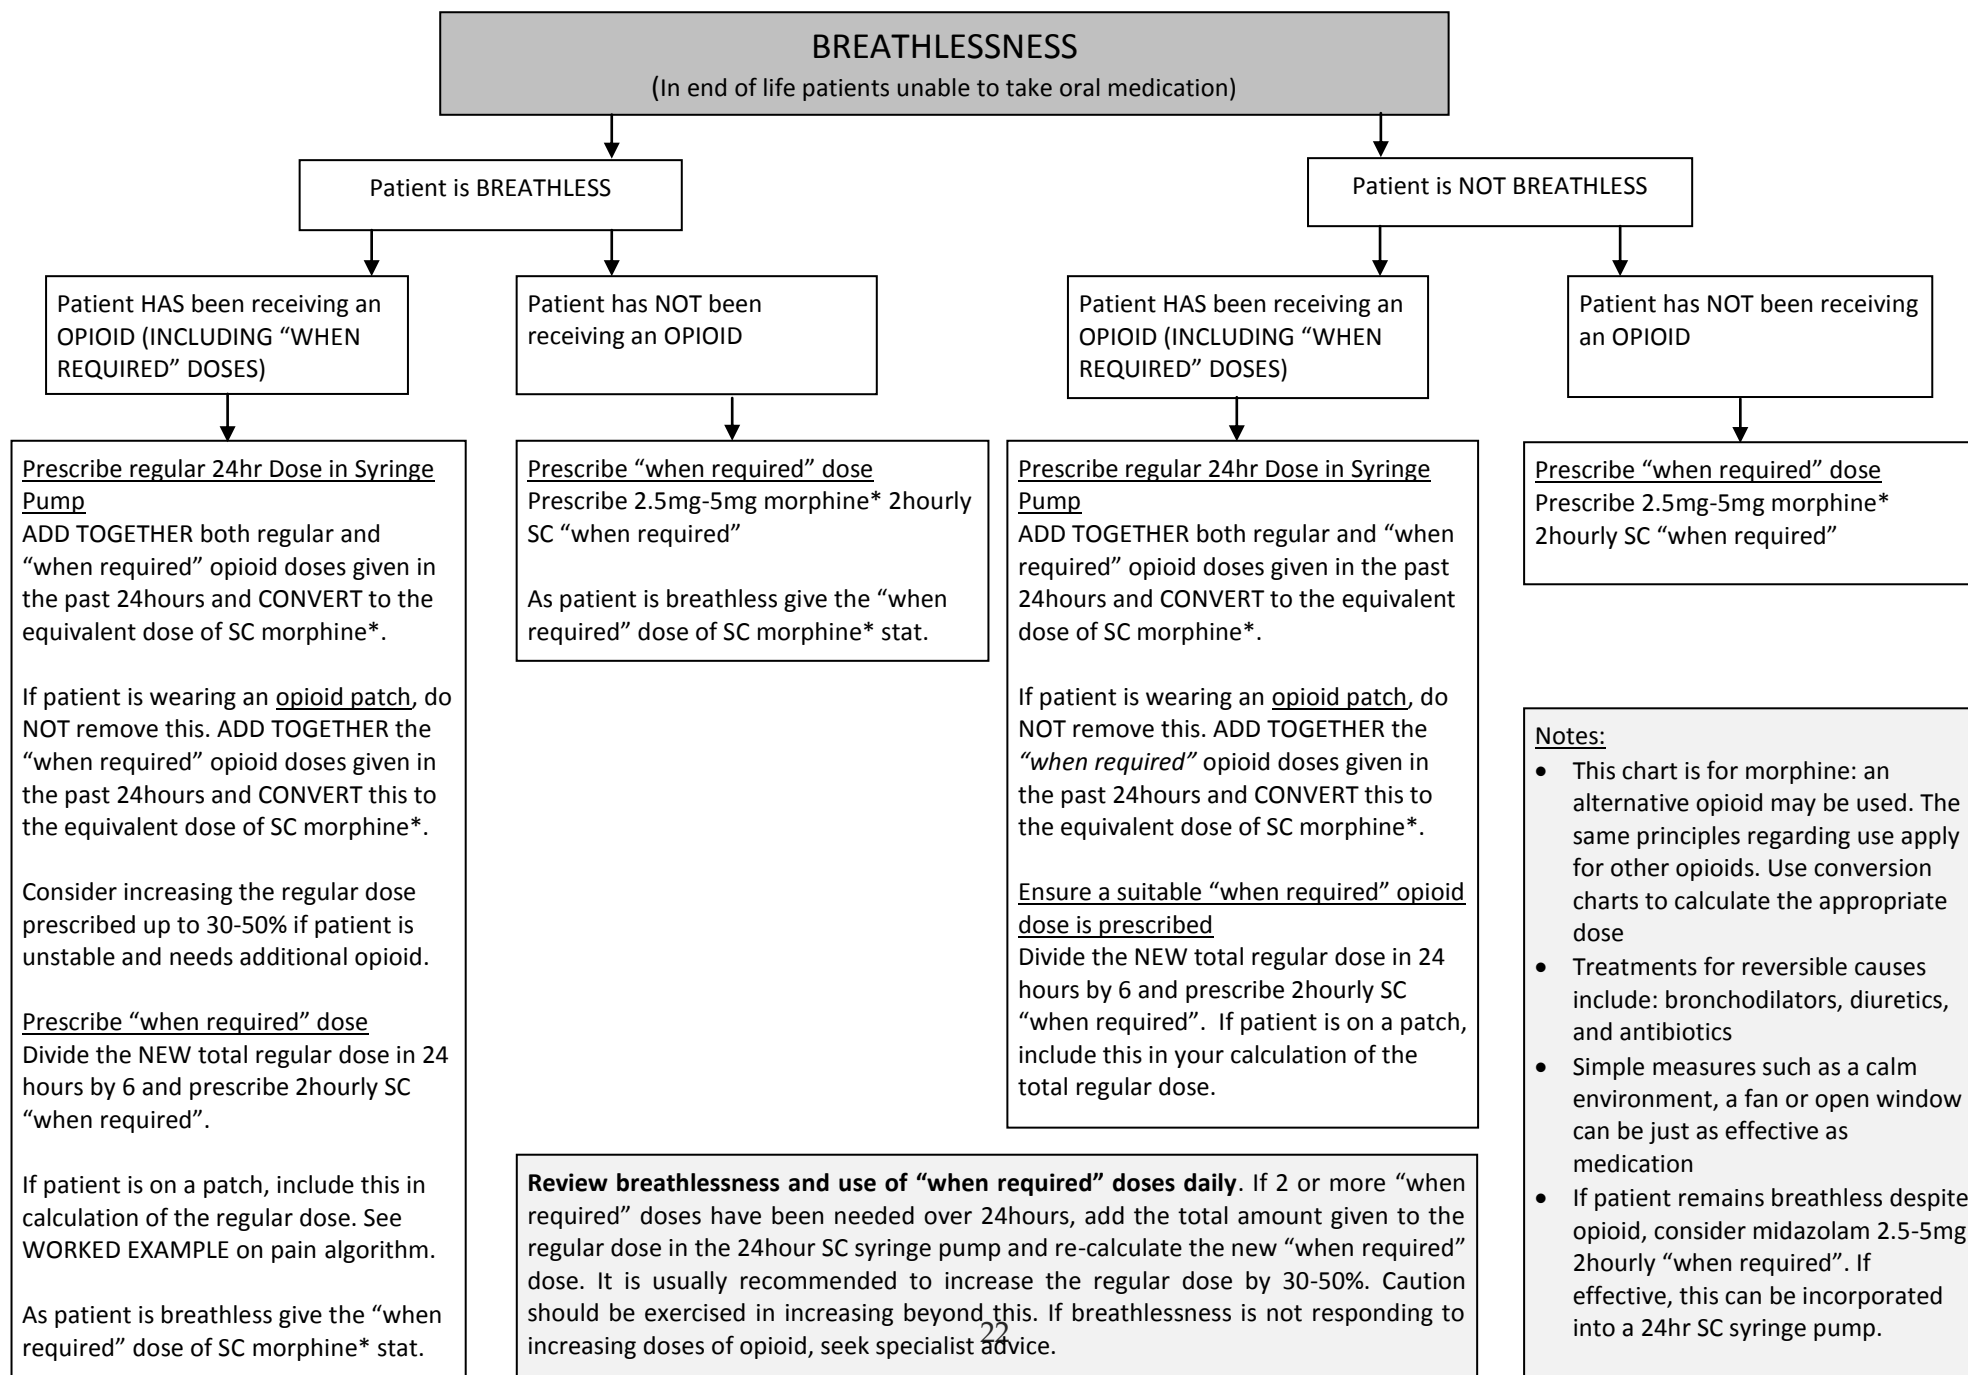 BREATHLESSNESS
(In end of life patients unable to take oral medication)
Patient is BREATHLESS
Patient is NOT BREATHLESS
Patient HAS been receiving an
OPIOID (INCLUDING “WHEN
REQUIRED” DOSES)
Patient has NOT been
receiving an OPIOID
Patient HAS been receiving an
OPIOID (INCLUDING “WHEN
REQUIRED” DOSES)
Patient has NOT been receiving
an OPIOID
Prescribe regular 24hr Dose in Syringe
Pump
ADD TOGETHER both regular and
“when required” opioid doses given in
the past 24hours and CONVERT to the
equivalent dose of SC morphine*.
If patient is wearing an opioid patch, do
NOT remove this. ADD TOGETHER the
“when required” opioid doses given in
the past 24hours and CONVERT this to
the equivalent dose of SC morphine*.
Consider increasing the regular dose
prescribed up to 30-50% if patient is
unstable and needs additional opioid.
Prescribe “when required” dose
Divide the NEW total regular dose in 24
hours by 6 and prescribe 2hourly SC
“when required”.
If patient is on a patch, include this in
calculation of the regular dose. See
WORKED EXAMPLE on pain algorithm.
As patient is breathless give the “when
required” dose of SC morphine* stat.
Prescribe “when required” dose
Prescribe 2.5mg-5mg morphine* 2hourly
SC “when required”
As patient is breathless give the “when
required” dose of SC morphine* stat.
Prescribe regular 24hr Dose in Syringe
Pump
ADD TOGETHER both regular and “when
required” opioid doses given in the past
24hours and CONVERT to the equivalent
dose of SC morphine*.
If patient is wearing an opioid patch, do
NOT remove this. ADD TOGETHER the
“when required” opioid doses given in
the past 24hours and CONVERT this to
the equivalent dose of SC morphine*.
Ensure a suitable “when required” opioid
dose is prescribed
Divide the NEW total regular dose in 24
hours by 6 and prescribe 2hourly SC
“when required”. If patient is on a patch,
include this in your calculation of the
total regular dose.
Prescribe “when required” dose
Prescribe 2.5mg-5mg morphine*
2hourly SC “when required”
Notes:
• This chart is for morphine: an
alternative opioid may be used. The
same principles regarding use apply
for other opioids. Use conversion
charts to calculate the appropriate
dose
• Treatments for reversible causes
include: bronchodilators, diuretics,
and antibiotics
• Simple measures such as a calm
environment, a fan or open window
can be just as effective as
medication
• If patient remains breathless despite
opioid, consider midazolam 2.5-5mg
2hourly “when required”. If
effective, this can be incorporated
into a 24hr SC syringe pump.
Review breathlessness and use of “when required” doses daily. If 2 or more “when
required” doses have been needed over 24hours, add the total amount given to the
regular dose in the 24hour SC syringe pump and re-calculate the new “when required”
dose. It is usually recommended to increase the regular dose by 30-50%. Caution
should be exercised in increasing beyond this. If breathlessness is not responding to
increasing doses of opioid, seek specialist advice.
22